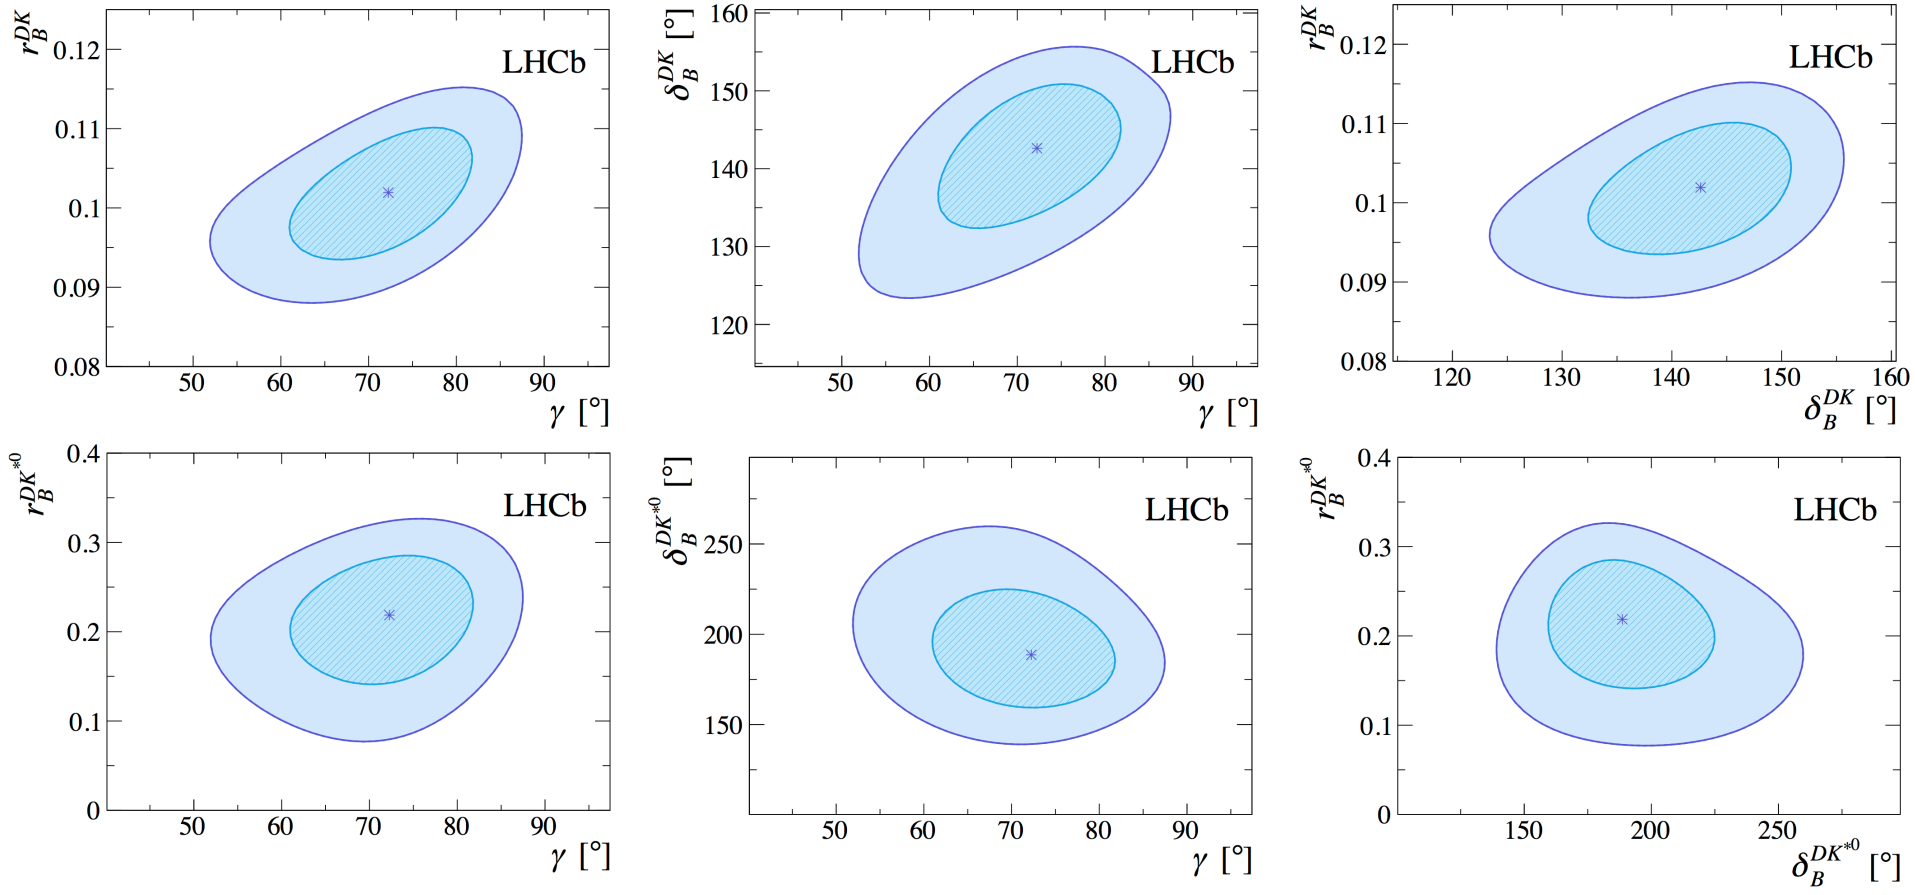 r_B^{DK}
0.12
0.11
0.1
0.09
0.08
LHCb
50 60 70 80 90
γ [°]
δ_B^{DK} [°]
160
150
140
130
120
LHCb
50 60 70 80 90
γ [°]
r_B^{DK}
0.12
0.11
0.1
0.09
0.08
LHCb
120 130 140 150 160
δ_B^{DK} [°]
r_B^{DK*0}
0.4
0.3
0.2
0.1
0
LHCb
50 60 70 80 90
γ [°]
δ_B^{DK*0} [°]
250
200
150
LHCb
50 60 70 80 90
γ [°]
r_B^{DK*0}
0.4
0.3
0.2
0.1
0
LHCb
150 200 250
δ_B^{DK*0} [°]